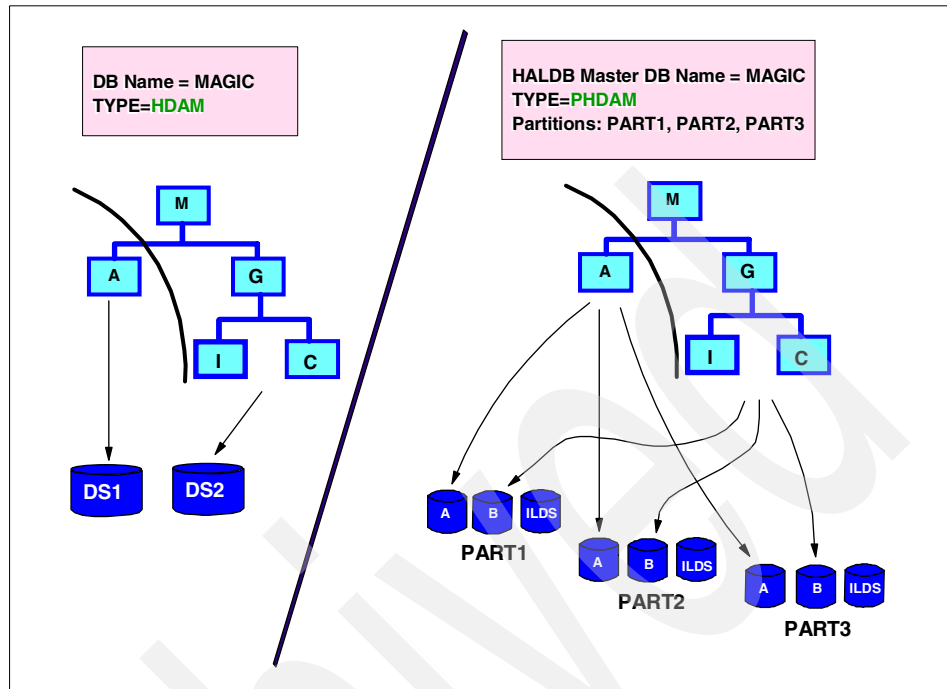 DB Name = MAGIC
TYPE=HDAM
M
A
G
I
C
DS1
DS2
HALDB Master DB Name = MAGIC
TYPE=PHDAM
Partitions: PART1, PART2, PART3
M
A
G
I
C
A
B
ILDS
PART1
A
B
ILDS
PART2
A
B
ILDS
PART3